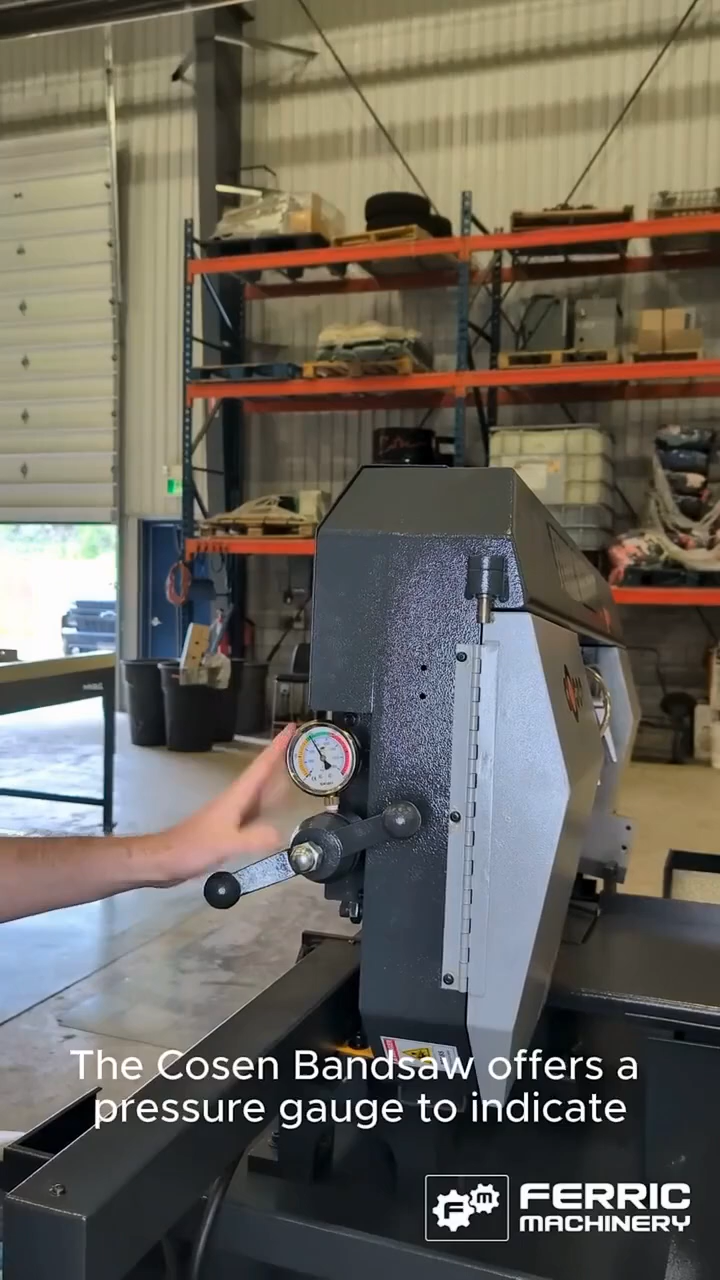 The Cosen Bandsaw offers a
pressure gauge to indicate
F m
FERRIC
MACHINERY